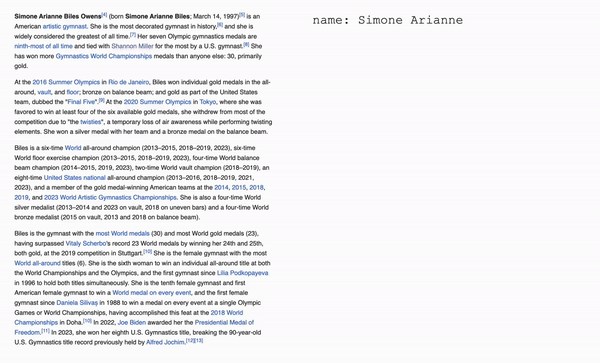 Simone Arianne Biles Owens[4] (born Simone Arianne Biles; March 14, 1997)[5] is an
American artistic gymnast. She is the most decorated gymnast in history,[6] and she is
widely considered the greatest of all time.[7] Her seven Olympic gymnastics medals are
ninth-most of all time and tied with Shannon Miller for the most by a U.S. gymnast.[8] She
has won more Gymnastics World Championships medals than anyone else: 30, primarily
gold.
At the 2016 Summer Olympics in Rio de Janeiro, Biles won individual gold medals in the all-
around, vault, and floor; bronze on balance beam; and gold as part of the United States
team, dubbed the "Final Five".[9] At the 2020 Summer Olympics in Tokyo, where she was
favored to win at least four of the six available gold medals, she withdrew from most of the
competition due to "the twisties", a temporary loss of air awareness while performing twisting
elements. She won a silver medal with her team and a bronze medal on the balance beam.
Biles is a six-time World all-around champion (2013–2015, 2018–2019, 2023), six-time
World floor exercise champion (2013–2015, 2018–2019, 2023), four-time World balance
beam champion (2014–2015, 2019, 2023), two-time World vault champion (2018–2019), an
eight-time United States national all-around champion (2013–2016, 2018–2019, 2021,
2023), and a member of the gold medal-winning American teams at the 2014, 2015, 2018,
2019, and 2023 World Artistic Gymnastics Championships. She is also a four-time World
silver medalist (2013–2014 and 2023 on vault, 2018 on uneven bars) and a four-time World
bronze medalist (2015 on vault, 2013 and 2018 on balance beam).
Biles is the gymnast with the most World medals (30) and most World gold medals (23),
having surpassed Vitaly Scherbo's record 23 World medals by winning her 24th and 25th,
both gold, at the 2019 competition in Stuttgart.[10] She is the female gymnast with the most
World all-around titles (6). She is the sixth woman to win an individual all-around title at both
the World Championships and the Olympics, and the first gymnast since Lilia Podkopayeva
in 1996 to hold both titles simultaneously. She is the tenth female gymnast and first
American female gymnast to win a World medal on every event, and the first female
gymnast since Daniela Silivaș in 1988 to win a medal on every event at a single Olympic
Games or World Championships, having accomplished this feat at the 2018 World
Championships in Doha.[10] In 2022, Joe Biden awarded her the Presidential Medal of
Freedom.[11] In 2023, she won her eighth U.S. Gymnastics title, breaking the 90-year-old
U.S. Gymnastics title record previously held by Alfred Jochim.[12][13]
name: Simone Arianne